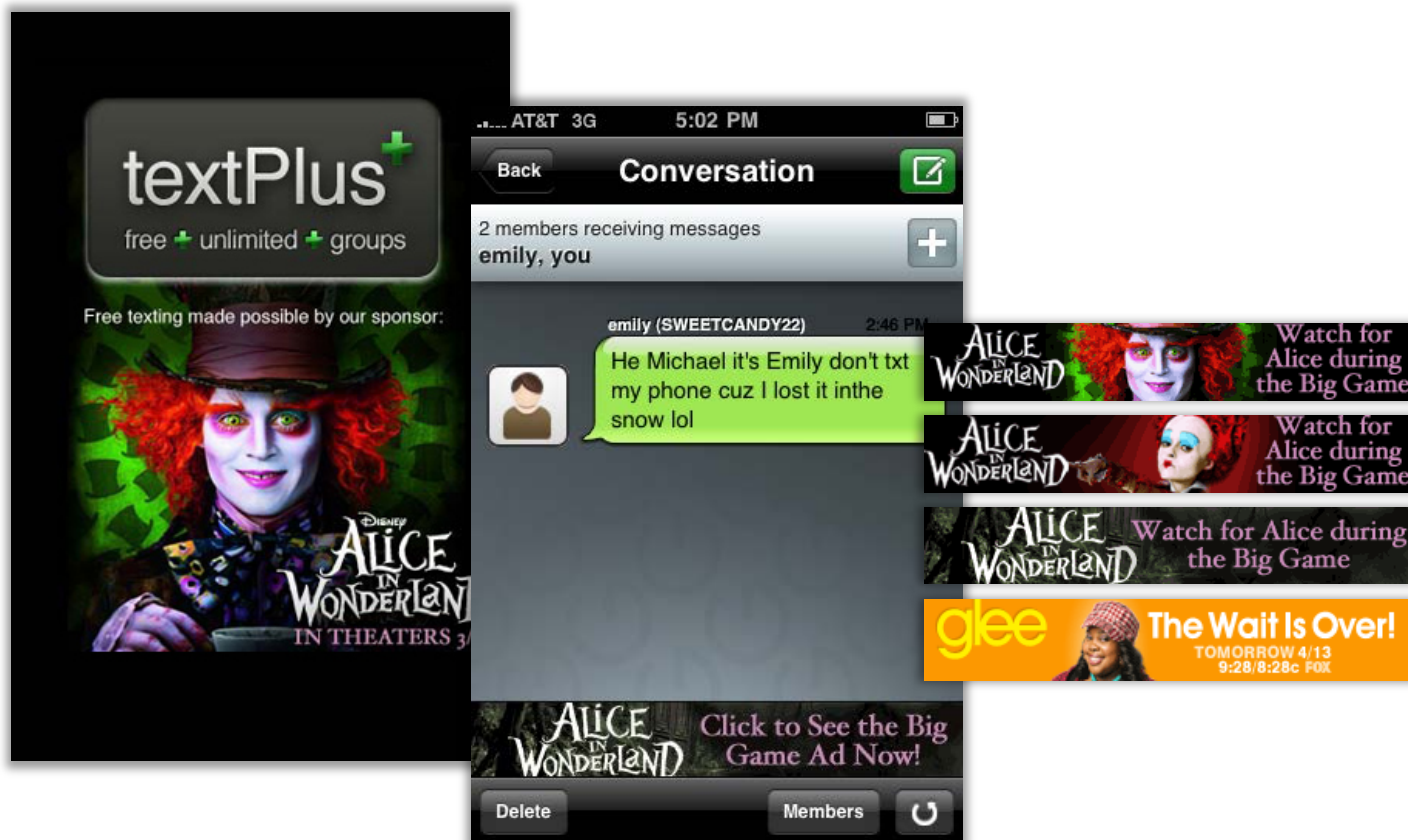 textPlus+
free + unlimited + groups
Free texting made possible by our sponsor:
DISNEY
ALICE
IN
WONDERLAND
IN THEATERS 3/
AT&T 3G 5:02 PM
Back Conversation
2 members receiving messages
emily, you
emily (SWEETCANDY22) 2:46 PM
He Michael it's Emily don't txt
my phone cuz I lost it inthe
snow lol
ALICE
IN
WONDERLAND
Click to See the Big
Game Ad Now!
Delete Members
ALICE
IN
WONDERLAND
Watch for
Alice during
the Big Game
ALICE
IN
WONDERLAND
Watch for
Alice during
the Big Game
ALICE
IN
WONDERLAND
Watch for Alice during
the Big Game
glee
The Wait Is Over!
TOMORROW 4/13
9:28/8:28c FOX